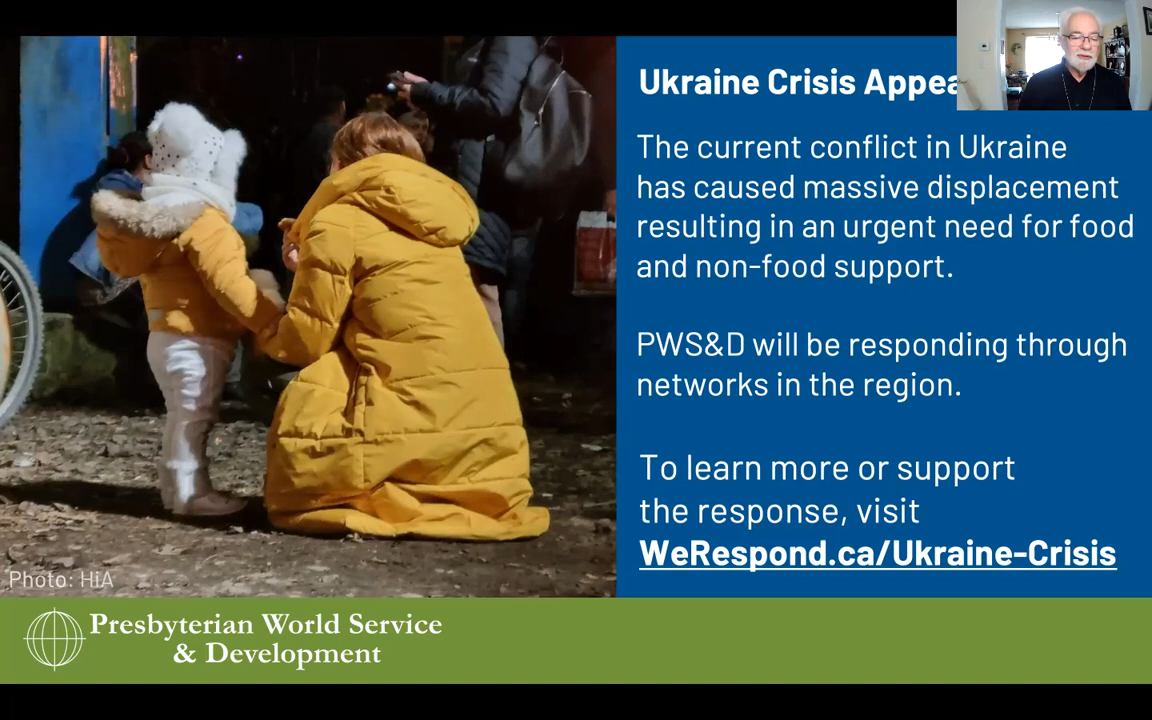 Ukraine Crisis Appea
The current conflict in Ukraine
has caused massive displacement
resulting in an urgent need for food
and non-food support.
PWS&D will be responding through
networks in the region.
To learn more or support
the response, visit
WeRespond.ca/Ukraine-Crisis
Photo: HiA
Presbyterian World Service
& Development